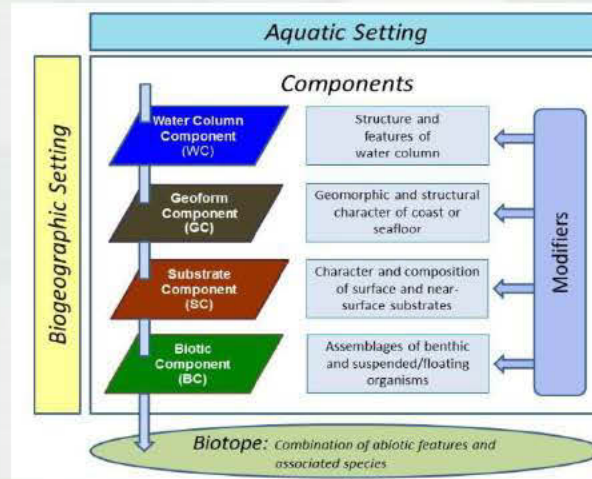 Aquatic Setting
Biogeographic Setting
Components
Water Column
Component
(WC)
Structure and
features of
water column
Geoform
Component
(GC)
Geomorphic and structural
character of coast or
seafloor
Substrate
Component
(SC)
Character and composition
of surface and near-
surface substrates
Biotic
Component
(BC)
Assemblages of benthic
and suspended/floating
organisms
Modifiers
Biotope: Combination of abiotic features and
associated species